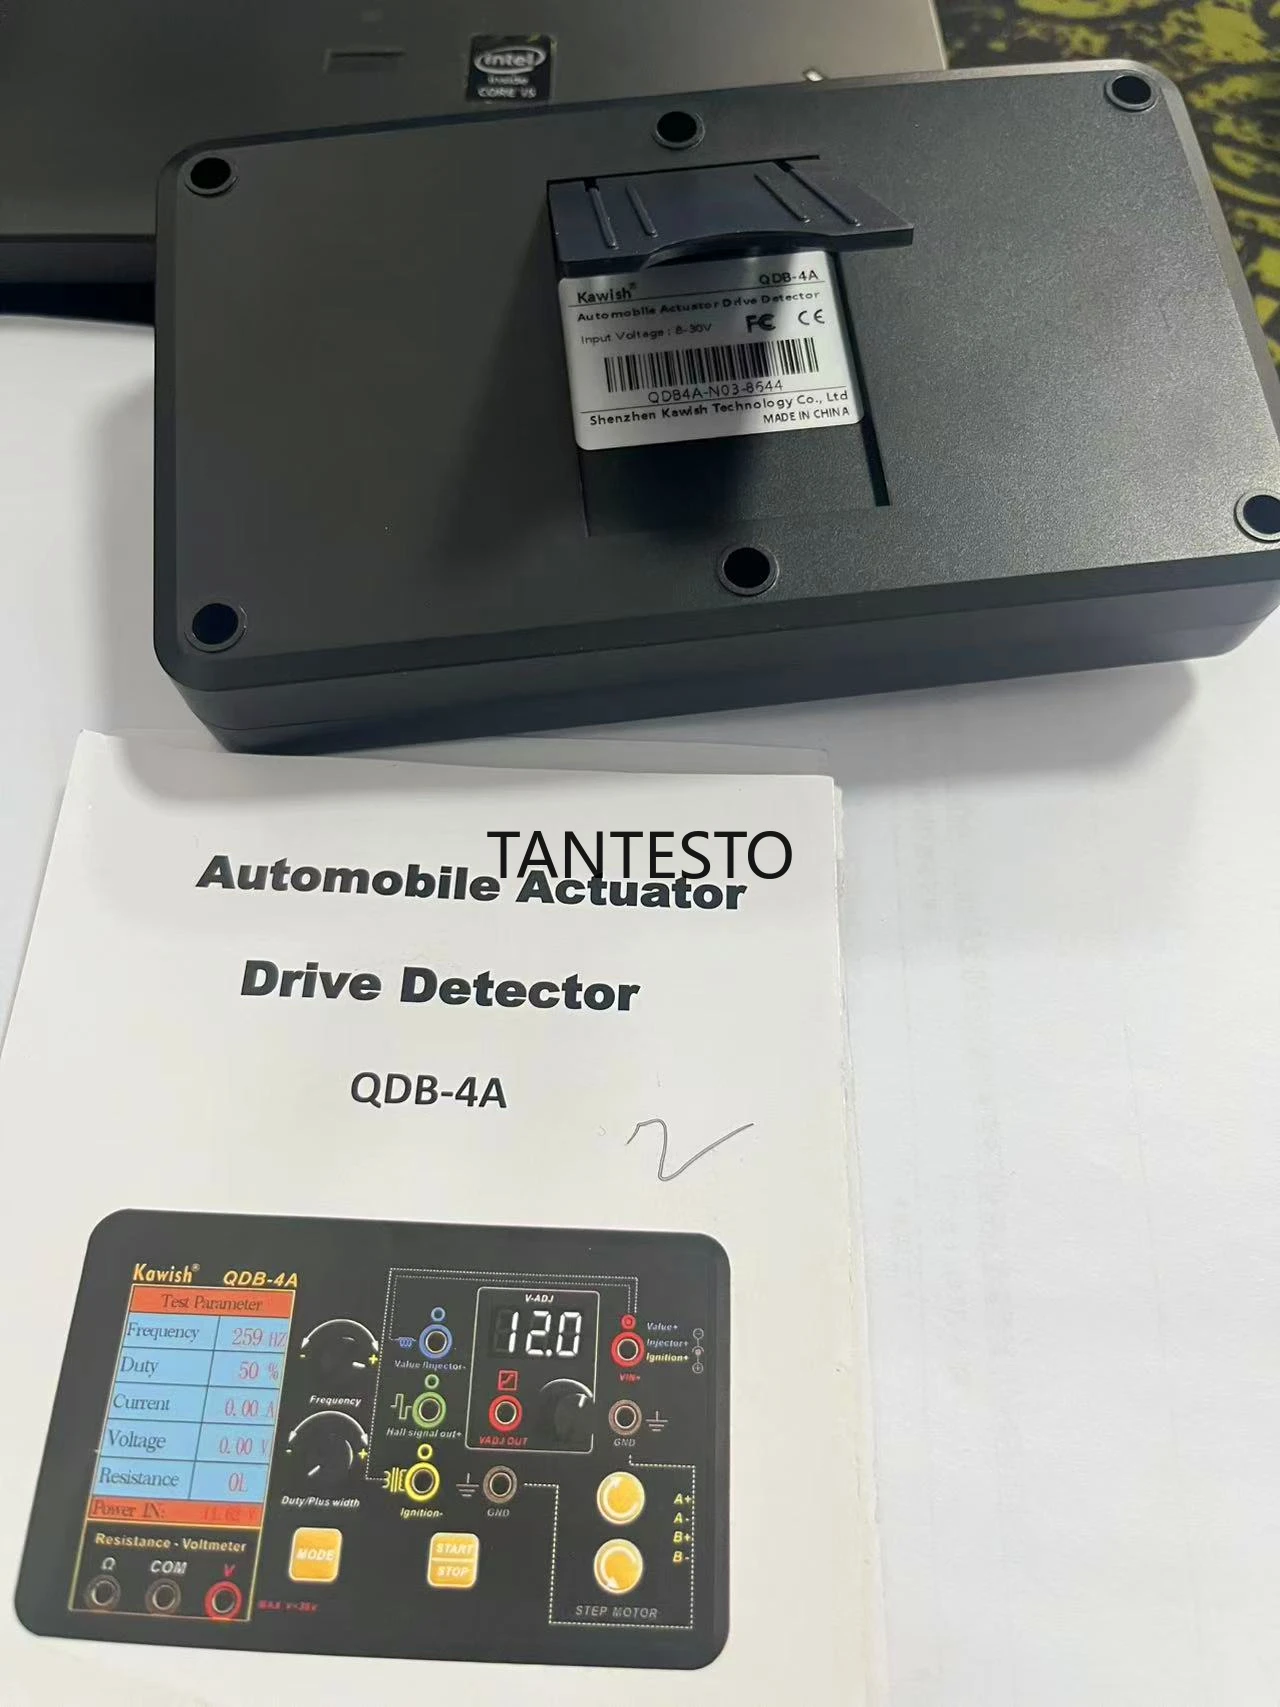 intel
inside
CORE i5
Kawish® QDB-4A
Automobile Actuator Drive Detector
Input Voltage : 8-30V FC CE
QDB4A-N03-8644
Shenzhen Kawish Technology Co., Ltd
MADE IN CHINA
TANTESTO
Automobile Actuator
Drive Detector
QDB-4A
Kawish® QDB-4A
Test Parameter
Frequency 259 HZ
Duty 50 %
Current 0.00 A
Voltage 0.00 V
Resistance 0L
Power IN:
Resistance - Voltmeter
Ω COM V
- +
Frequency
- +
Duty/Plus width
MODE
START
STOP
Value /Injector-
Hall signal out+
Ignition-
GND
V-ADJ
12.0
VADJ OUT
Value+
Injector+
Ignition+
VIN+
GND
A+
A-
B+
B-
STEP MOTOR